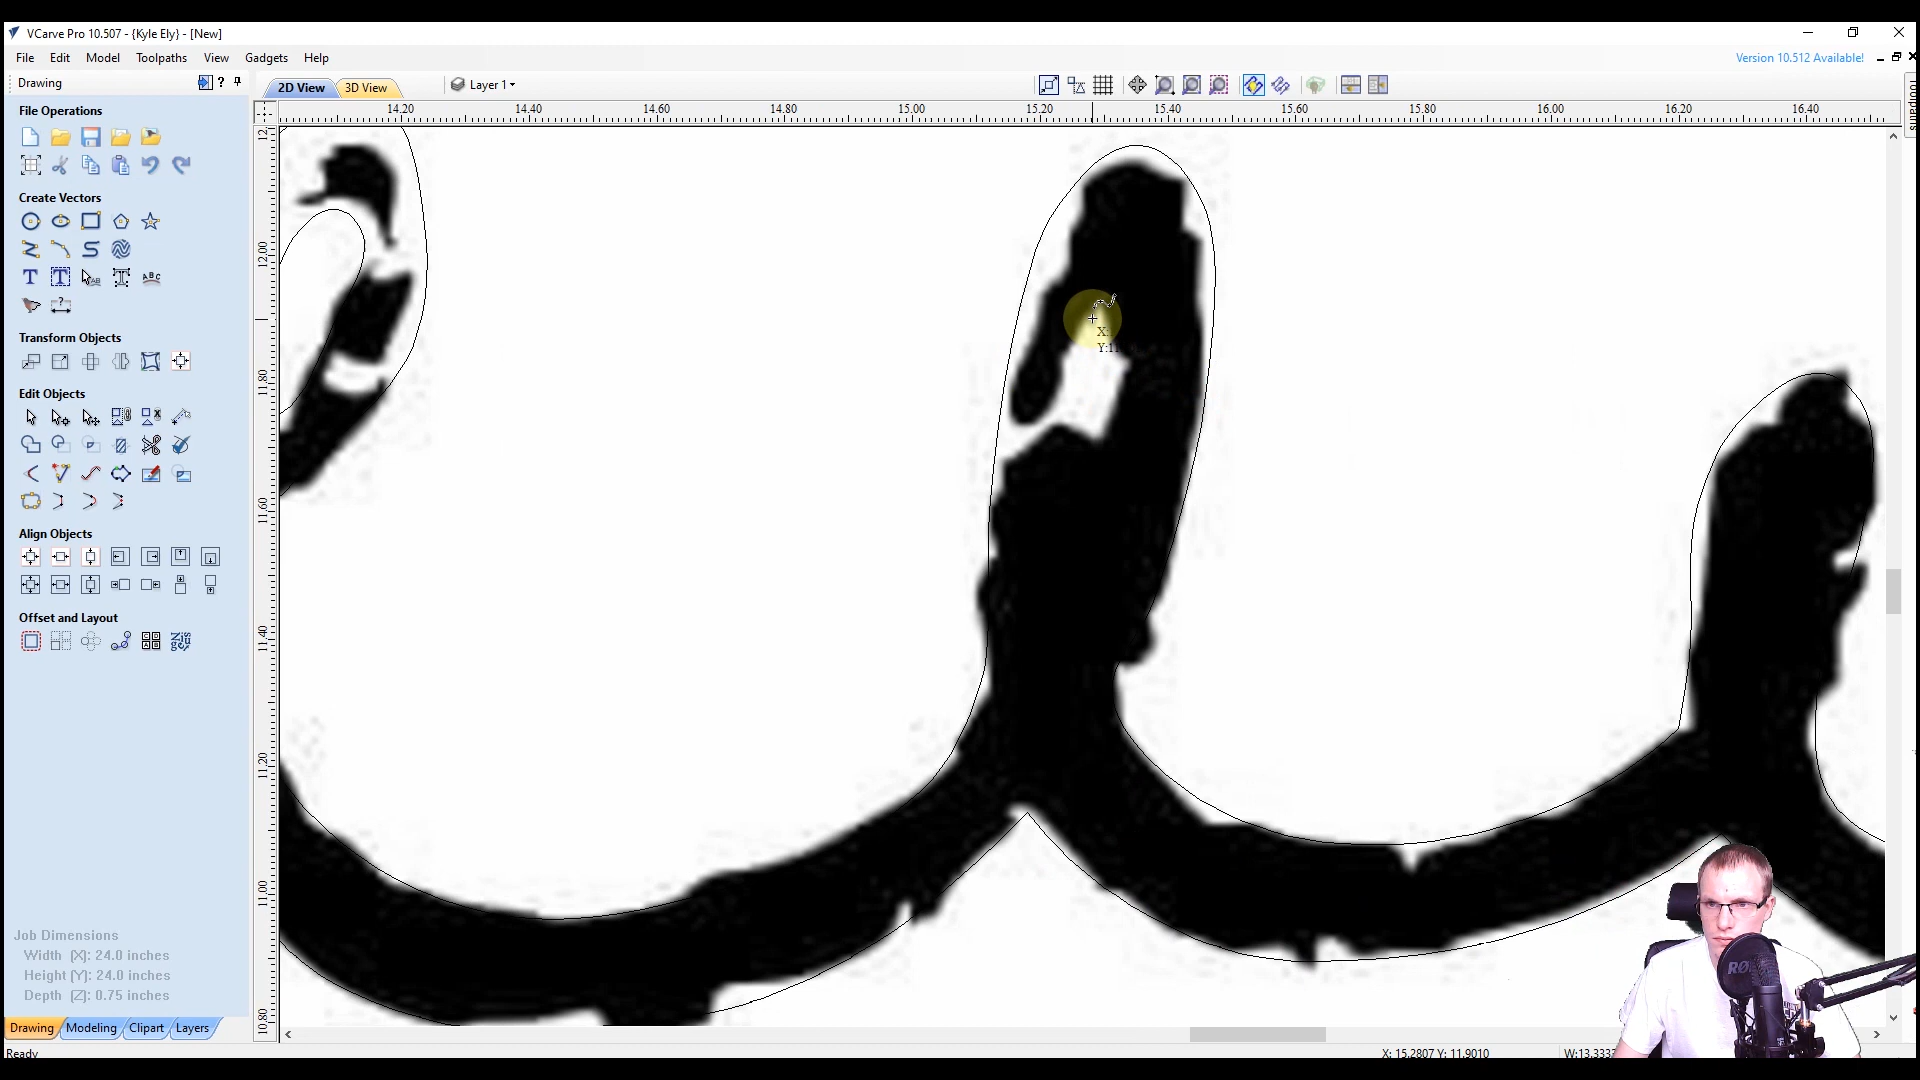 VCarve Pro 10.507 - {Kyle Ely} - [New]
File Edit Model Toolpaths View Gadgets Help
Version 10.512 Available!
Drawing
2D View 3D View Layer 1
File Operations
14.20 14.40 14.60 14.80 15.00 15.20 15.40 15.60 15.80 16.00 16.20 16.40
Toolpaths
Create Vectors
12.00
Transform Objects
X:
11.80
Edit Objects
11.60
Align Objects
11.40
Offset and Layout
11.20
11.00
10.80
Job Dimensions
Width (X): 24.0 inches
Height (Y): 24.0 inches
Depth (Z): 0.75 inches
Drawing Modeling Clipart Layers
Ready
X: 15.2807 Y: 11.9010